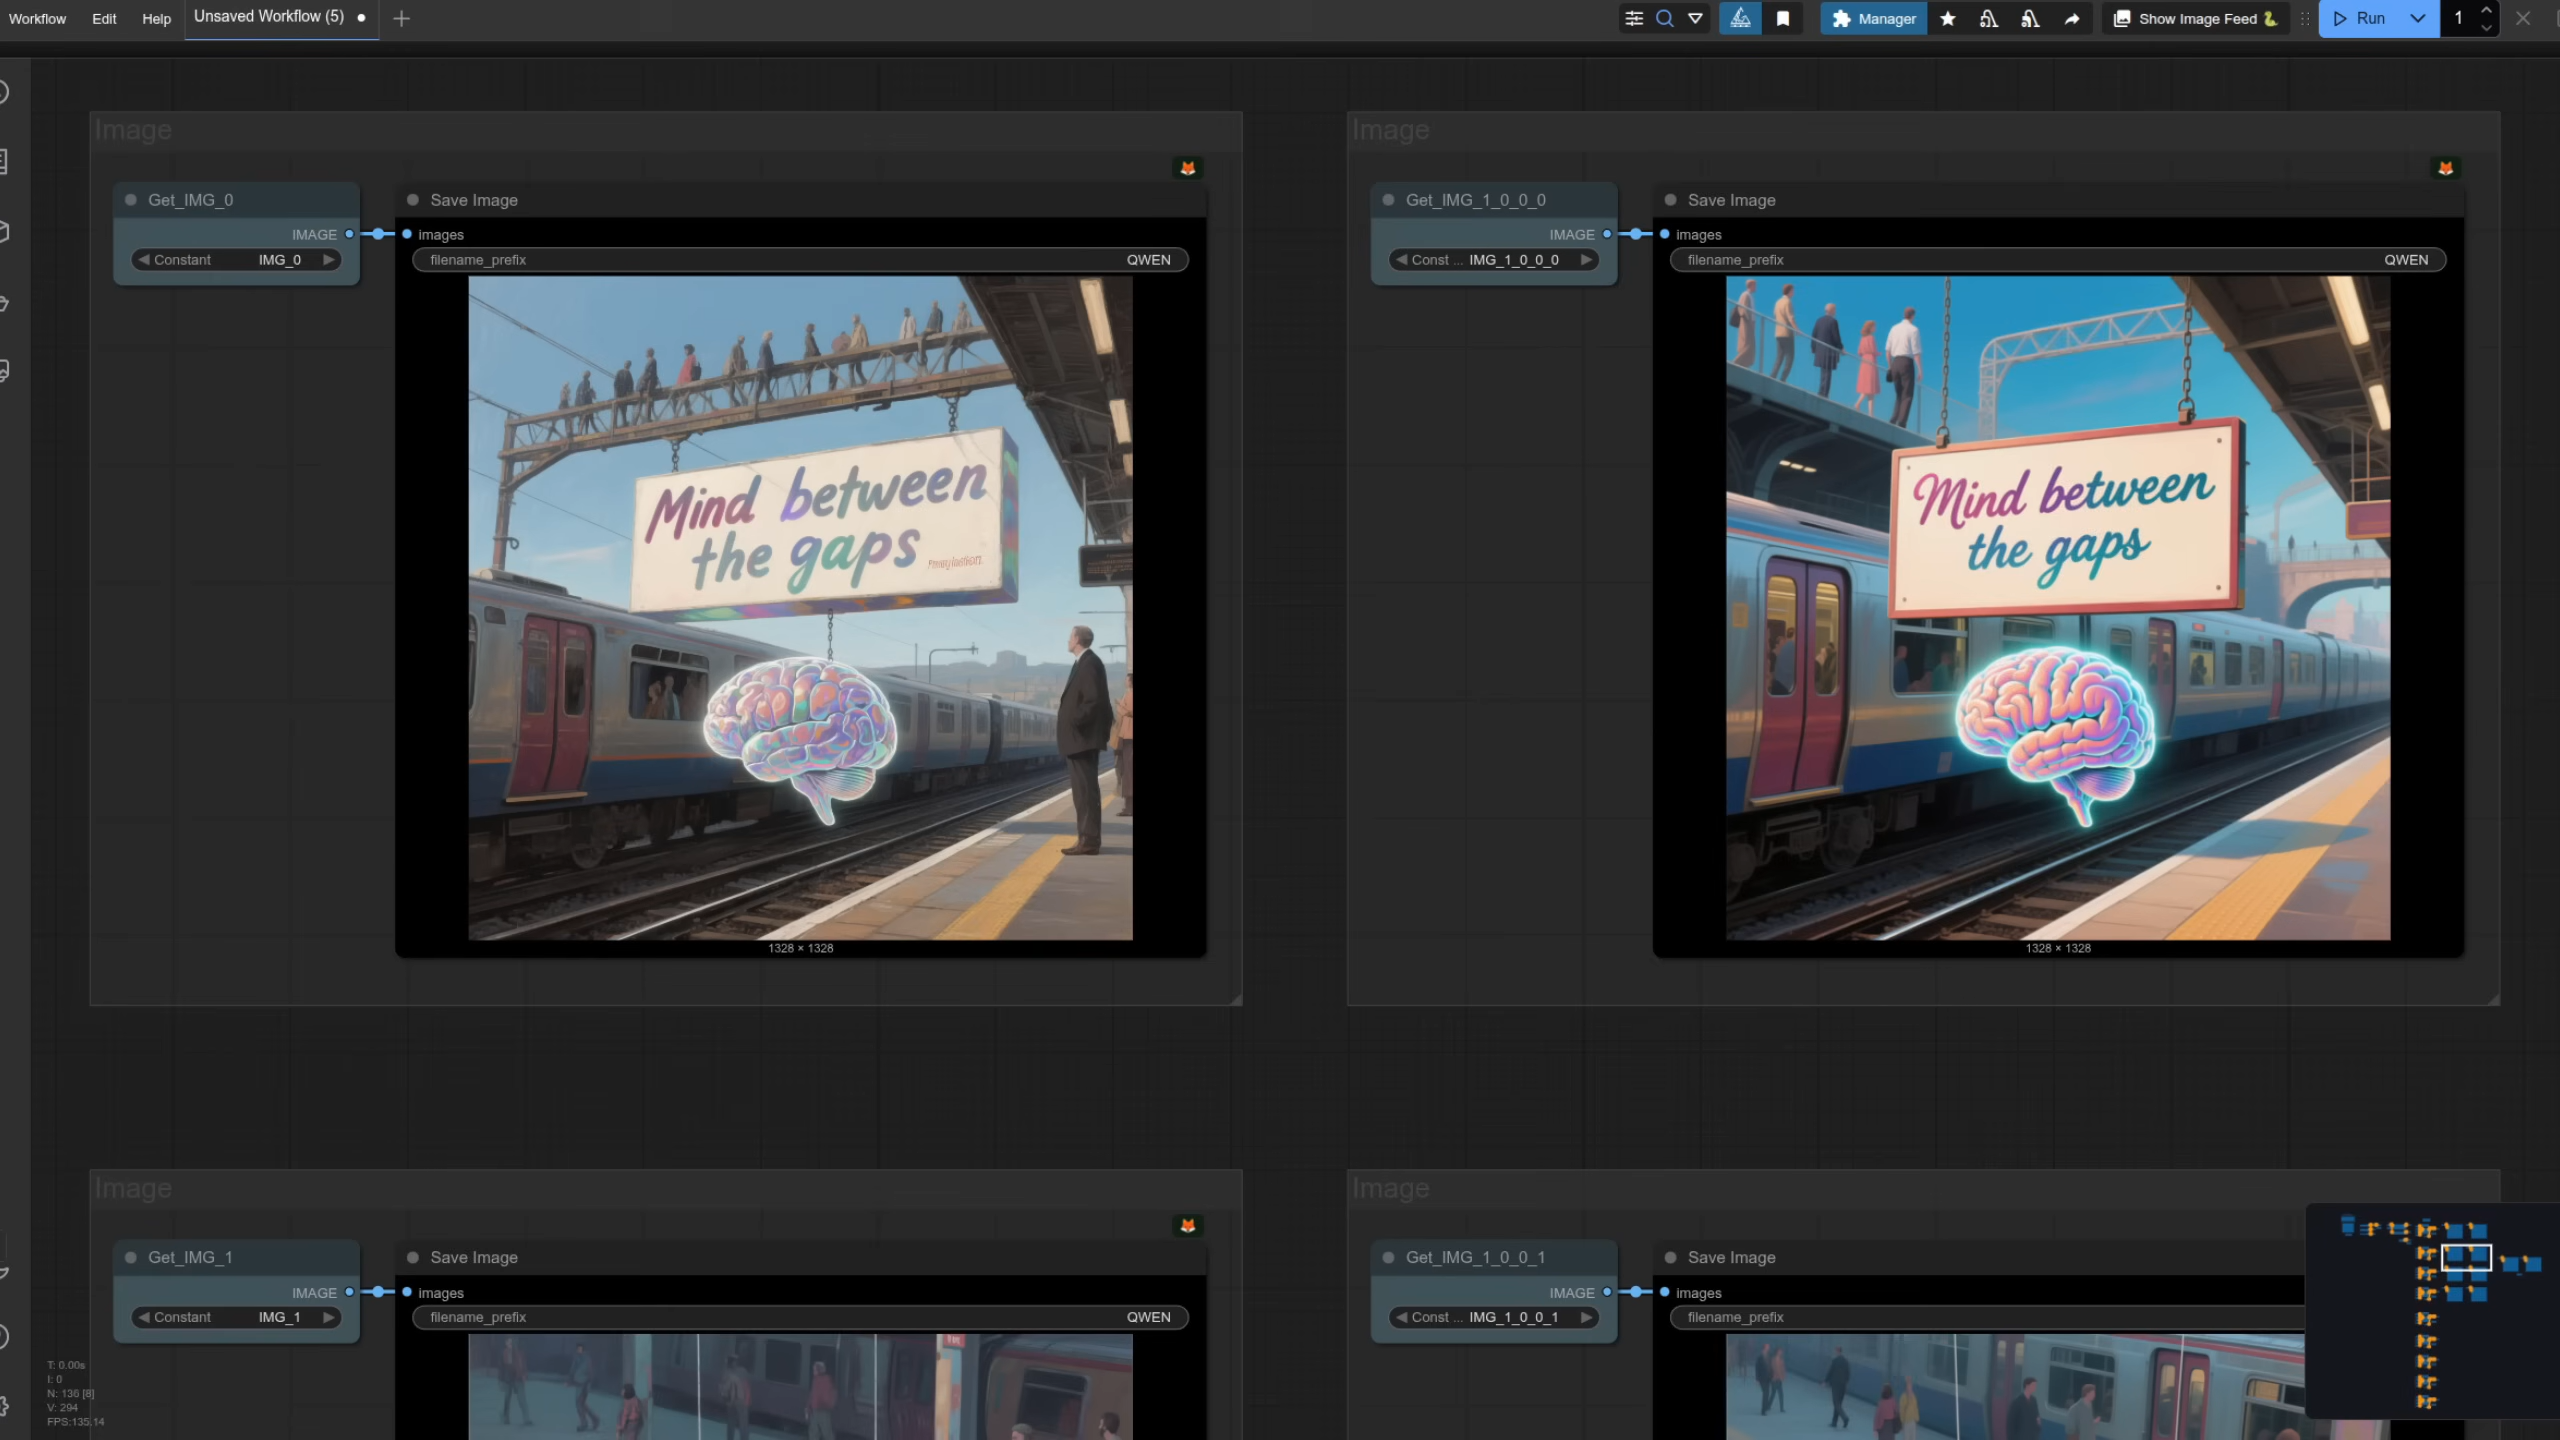 Workflow Edit Help Unsaved Workflow (5)
Manager Show Image Feed Run 1
Image
Get_IMG_0
IMAGE
Constant IMG_0
Save Image
images
filename_prefix QWEN
Mind between
the gaps
1328 × 1328
Image
Get_IMG_1_0_0_0
IMAGE
Const ... IMG_1_0_0_0
Save Image
images
filename_prefix QWEN
Mind between
the gaps
1328 × 1328
Image
Get_IMG_1
IMAGE
Constant IMG_1
Save Image
images
filename_prefix QWEN
Image
Get_IMG_1_0_0_1
IMAGE
Const ... IMG_1_0_0_1
Save Image
images
filename_prefix
T: 0.00s
I: 0
N: 136 [8]
V: 294
FPS:135.14